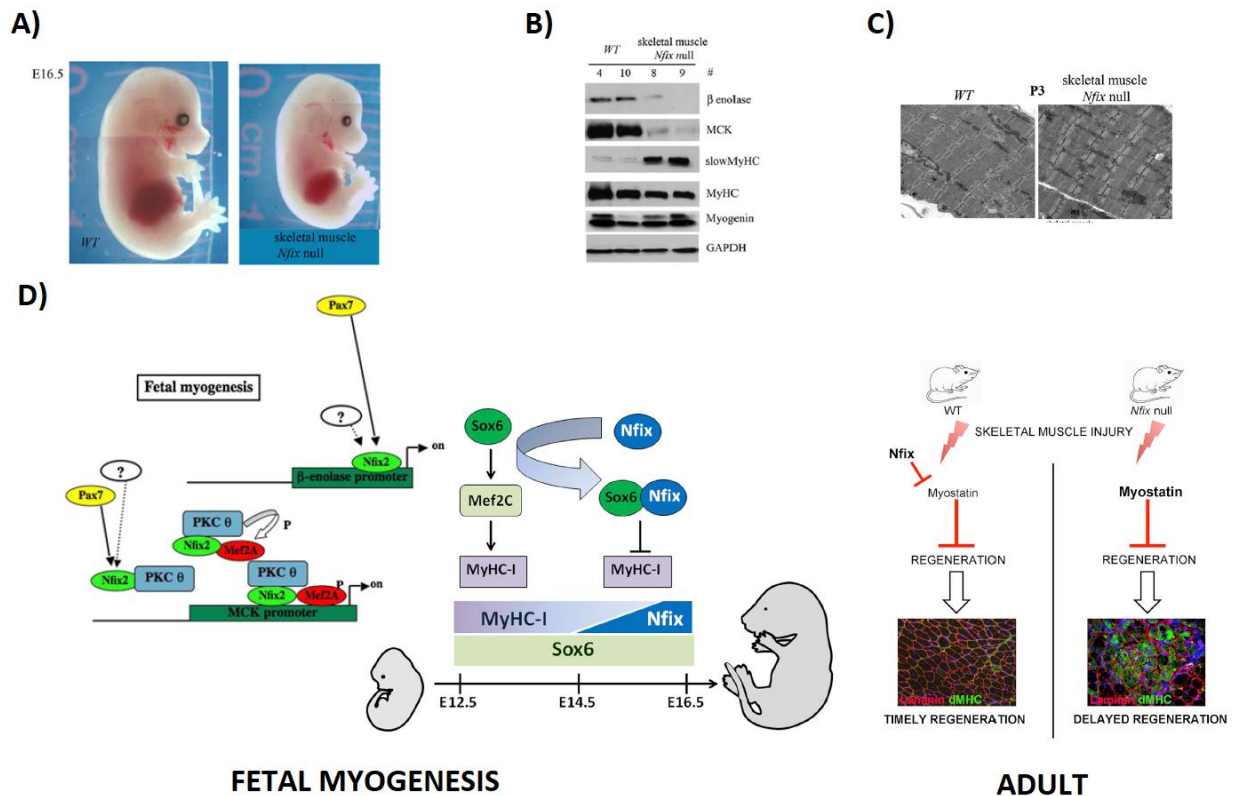 A)
E16.5
WT
skeletal muscle
Nfix null
B)
WT
skeletal muscle
Nfix null
4 10 8 9 #
β enolase
MCK
slowMyHC
MyHC
Myogenin
GAPDH
C)
WT
P3
skeletal muscle
Nfix null
D)
Pax7
Fetal myogenesis
?
Nfix2
on
β-enolase promoter
?
Pax7
PKC θ
P
Nfix2
Mef2A
Nfix2
PKC θ
PKC θ
Nfix2
Mef2A
P
on
MCK promoter
Sox6
Nfix
Mef2C
Sox6
Nfix
MyHC-I
MyHC-I
MyHC-I
Nfix
Sox6
E12.5
E14.5
E16.5
FETAL MYOGENESIS
WT
Nfix null
SKELETAL MUSCLE INJURY
Nfix
Myostatin
Myostatin
REGENERATION
REGENERATION
Laminin dMHC
Laminin dMHC
TIMELY REGENERATION
DELAYED REGENERATION
ADULT